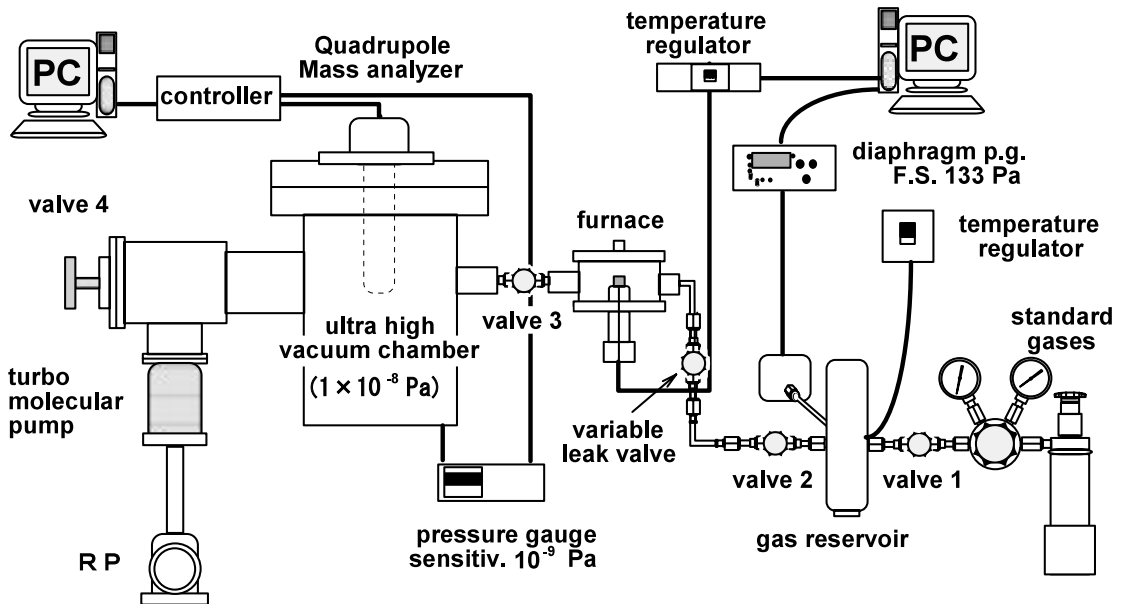 PC
controller
Quadrupole
Mass analyzer
temperature
regulator
PC
diaphragm p.g.
F.S. 133 Pa
valve 4
furnace
temperature
regulator
valve 3
ultra high
vacuum chamber
(1 × 10⁻⁸ Pa)
standard
gases
turbo
molecular
pump
variable
leak valve
valve 2
valve 1
gas reservoir
pressure gauge
sensitiv. 10⁻⁹ Pa
R P